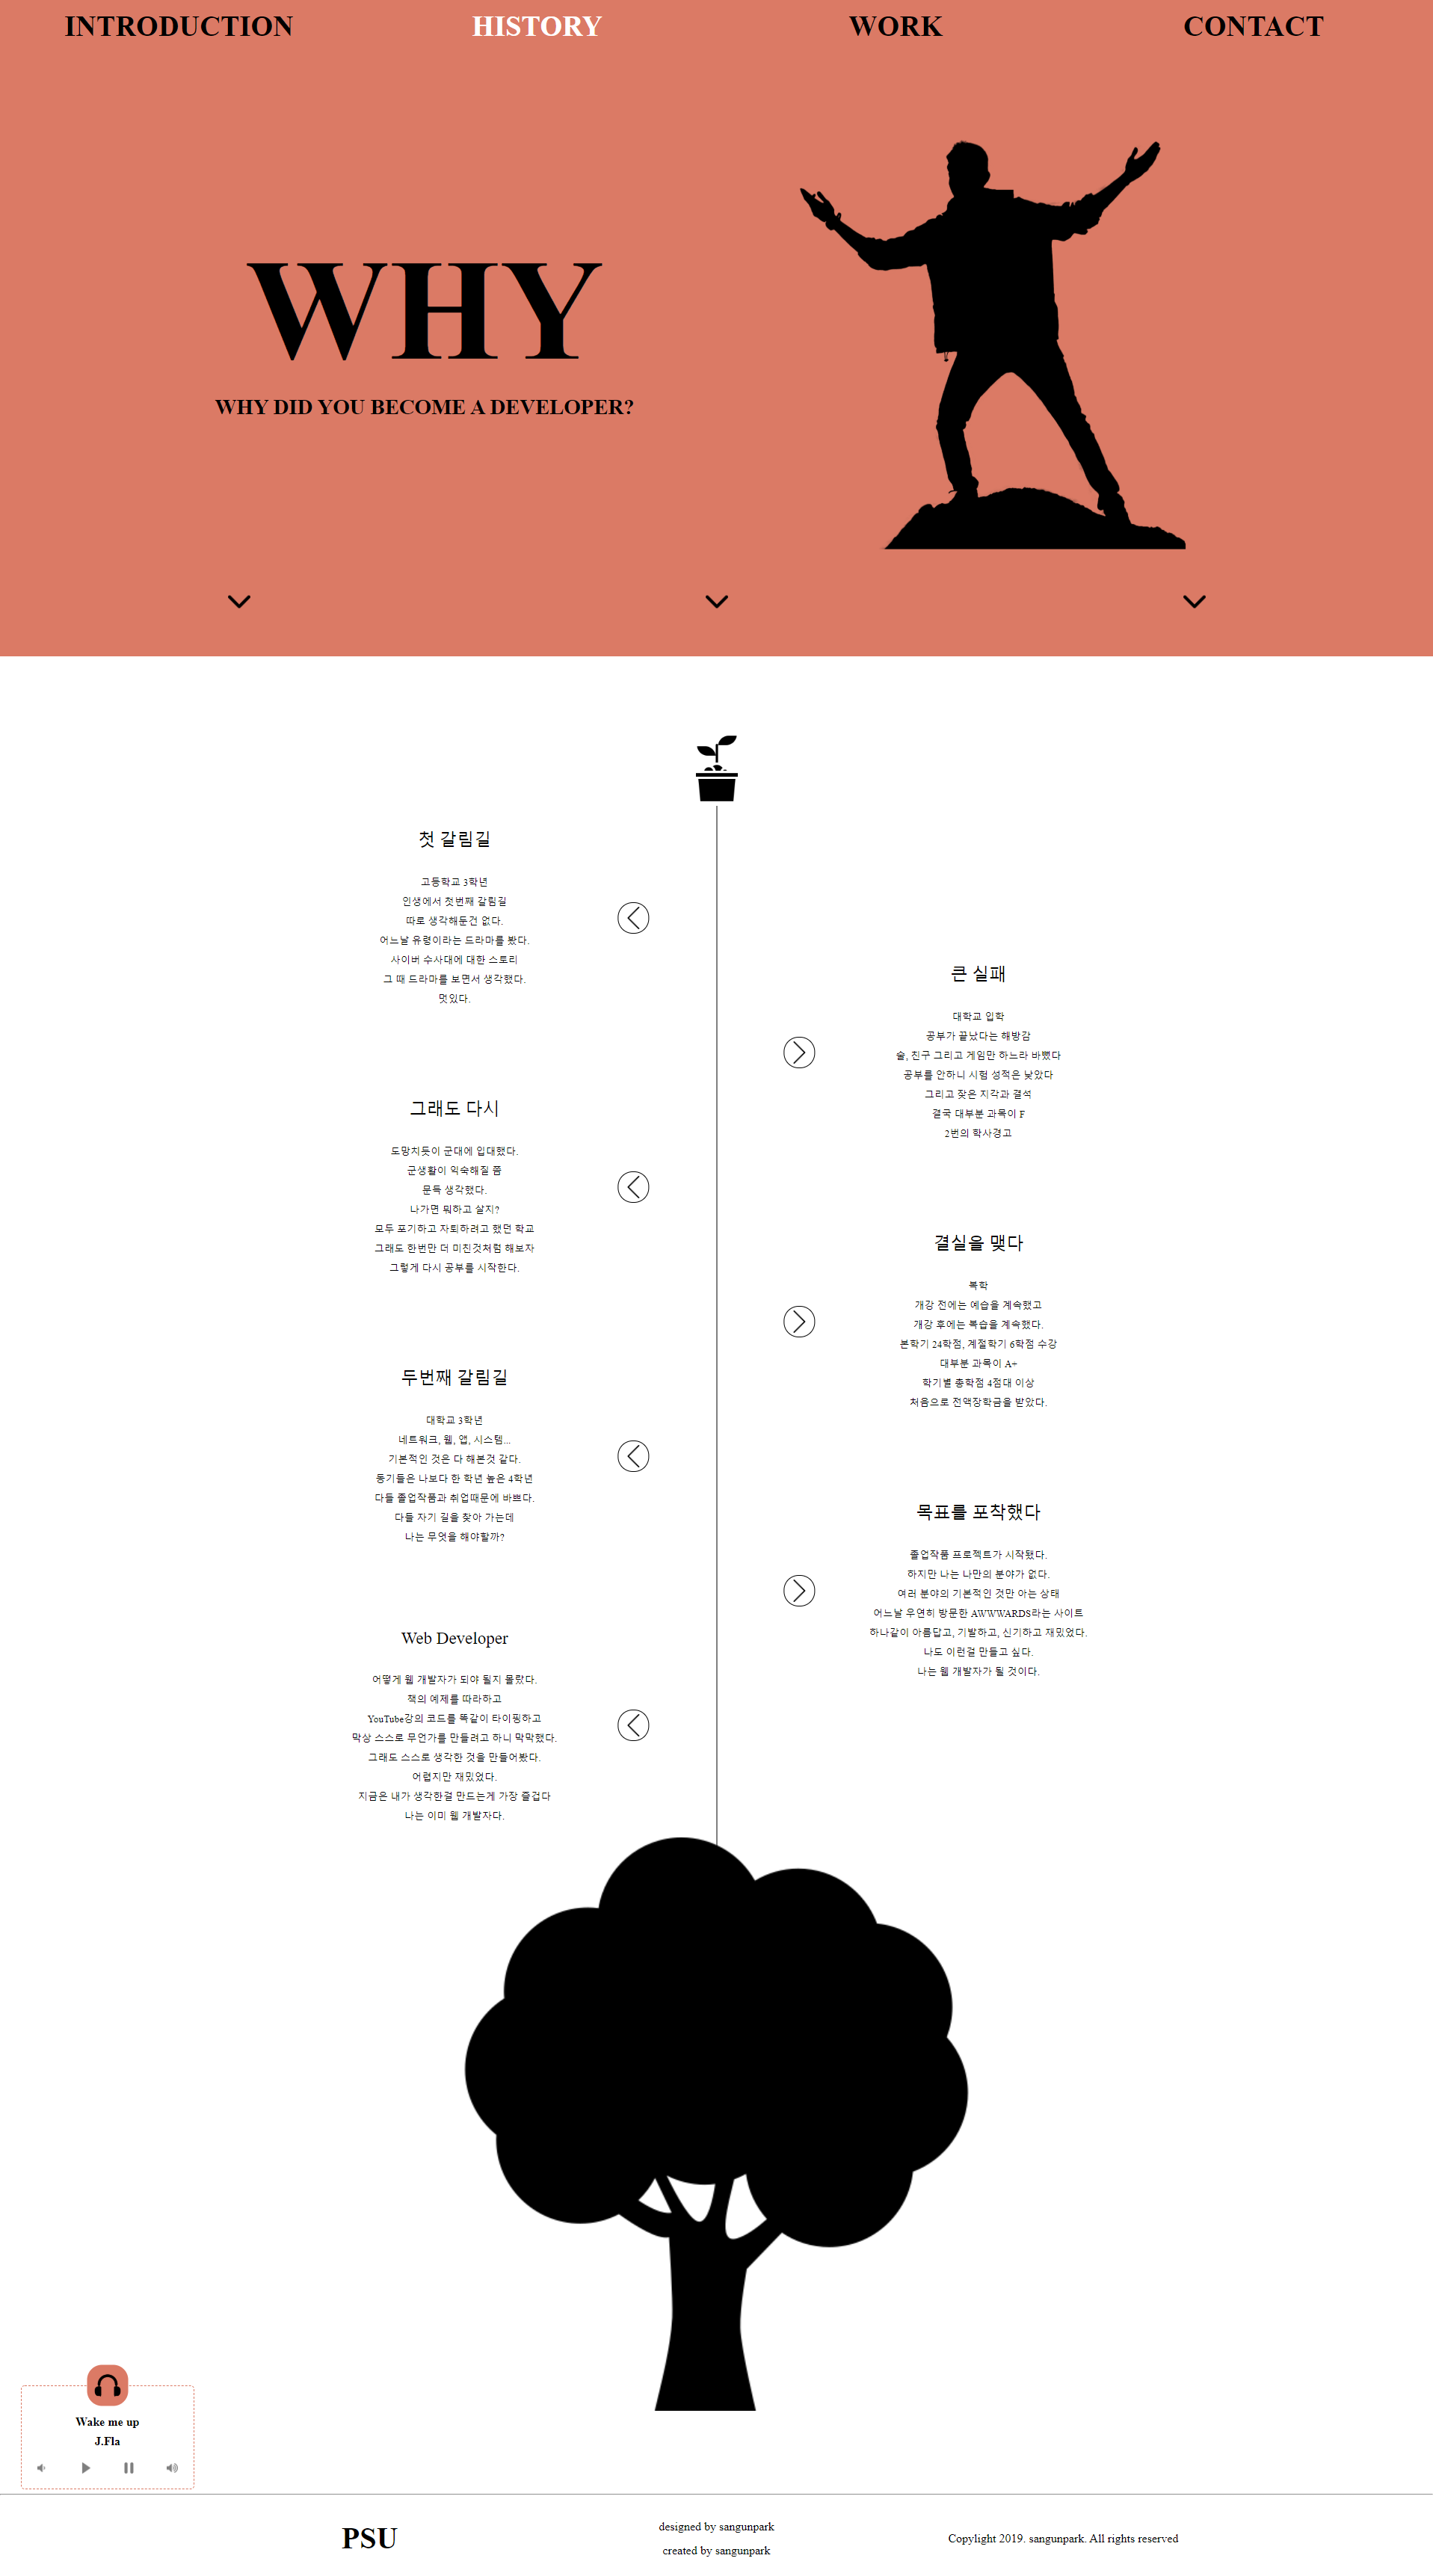 INTRODUCTION
HISTORY
WORK
CONTACT
WHY
WHY DID YOU BECOME A DEVELOPER?
첫 갈림길
고등학교 3학년
인생에서 첫번째 갈림길
따로 생각해둔건 없다.
어느날 유령이라는 드라마를 봤다.
사이버 수사대에 대한 스토리
그 때 드라마를 보면서 생각했다.
멋있다.
큰 실패
대학교 입학
공부가 끝났다는 해방감
술, 친구 그리고 게임만 하느라 바빴다
공부를 안하니 시험 성적은 낮았다
그리고 잦은 지각과 결석
결국 대부분 과목이 F
2번의 학사경고
그래도 다시
도망치듯이 군대에 입대했다.
군생활이 익숙해질 쯤
문득 생각했다.
나가면 뭐하고 살지?
모두 포기하고 자퇴하려고 했던 학교
그래도 한번만 더 미친것처럼 해보자
그렇게 다시 공부를 시작한다.
결실을 맺다
복학
개강 전에는 예습을 계속했고
개강 후에는 복습을 계속했다.
본학기 24학점, 계절학기 6학점 수강
대부분 과목이 A+
학기별 총학점 4점대 이상
처음으로 전액장학금을 받았다.
두번째 갈림길
대학교 3학년
네트워크, 웹, 앱, 시스템...
기본적인 것은 다 해본것 같다.
동기들은 나보다 한 학년 높은 4학년
다들 졸업작품과 취업때문에 바쁘다.
다들 자기 길을 찾아 가는데
나는 무엇을 해야할까?
목표를 포착했다
졸업작품 프로젝트가 시작됐다.
하지만 나는 나만의 분야가 없다.
여러 분야의 기본적인 것만 아는 상태
어느날 우연히 방문한 AWWWARDS라는 사이트
하나같이 아름답고, 기발하고, 신기하고 재밌었다.
나도 이런걸 만들고 싶다.
나는 웹 개발자가 될 것이다.
Web Developer
어떻게 웹 개발자가 되야 될지 몰랐다.
책의 예제를 따라하고
YouTube강의 코드를 똑같이 타이핑하고
막상 스스로 무언가를 만들려고 하니 막막했다.
그래도 스스로 생각한 것을 만들어봤다.
어렵지만 재밌었다.
지금은 내가 생각한걸 만드는게 가장 즐겁다
나는 이미 웹 개발자다.
Wake me up
J.Fla
PSU
designed by sangunpark
created by sangunpark
Copylight 2019. sangunpark. All rights reserved